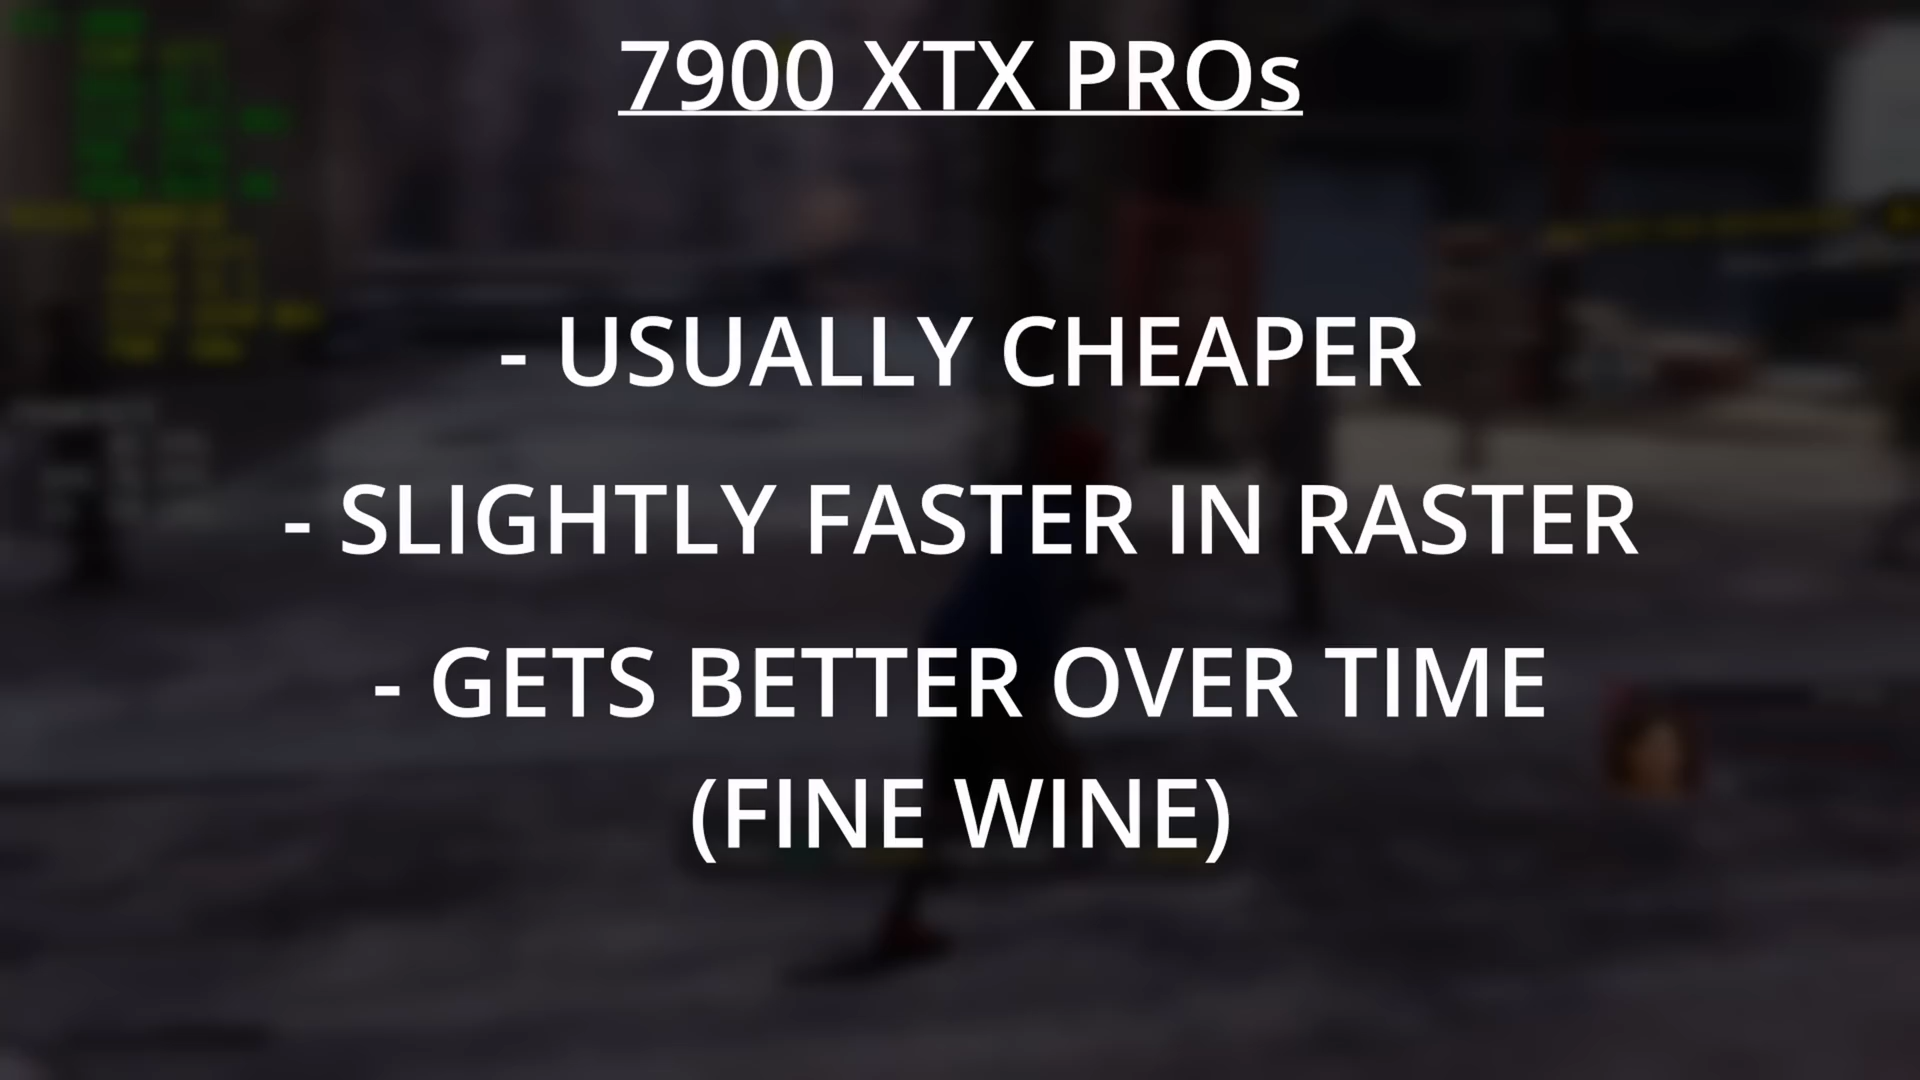 7900 XTX PROs
- USUALLY CHEAPER
- SLIGHTLY FASTER IN RASTER
- GETS BETTER OVER TIME
(FINE WINE)